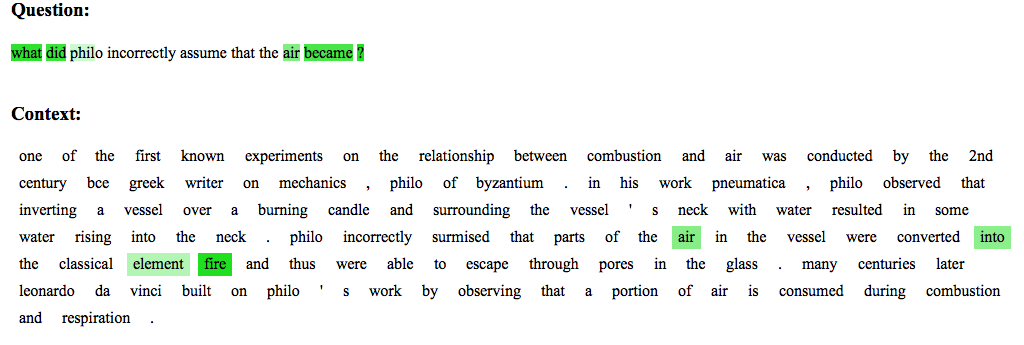 Question:
what did philo incorrectly assume that the air became ?
Context:
one of the first known experiments on the relationship between combustion and air was conducted by the 2nd
century bce greek writer on mechanics , philo of byzantium . in his work pneumatica , philo observed that
inverting a vessel over a burning candle and surrounding the vessel ' s neck with water resulted in some
water rising into the neck . philo incorrectly surmised that parts of the air in the vessel were converted into
the classical element fire and thus were able to escape through pores in the glass . many centuries later
leonardo da vinci built on philo ' s work by observing that a portion of air is consumed during combustion
and respiration .